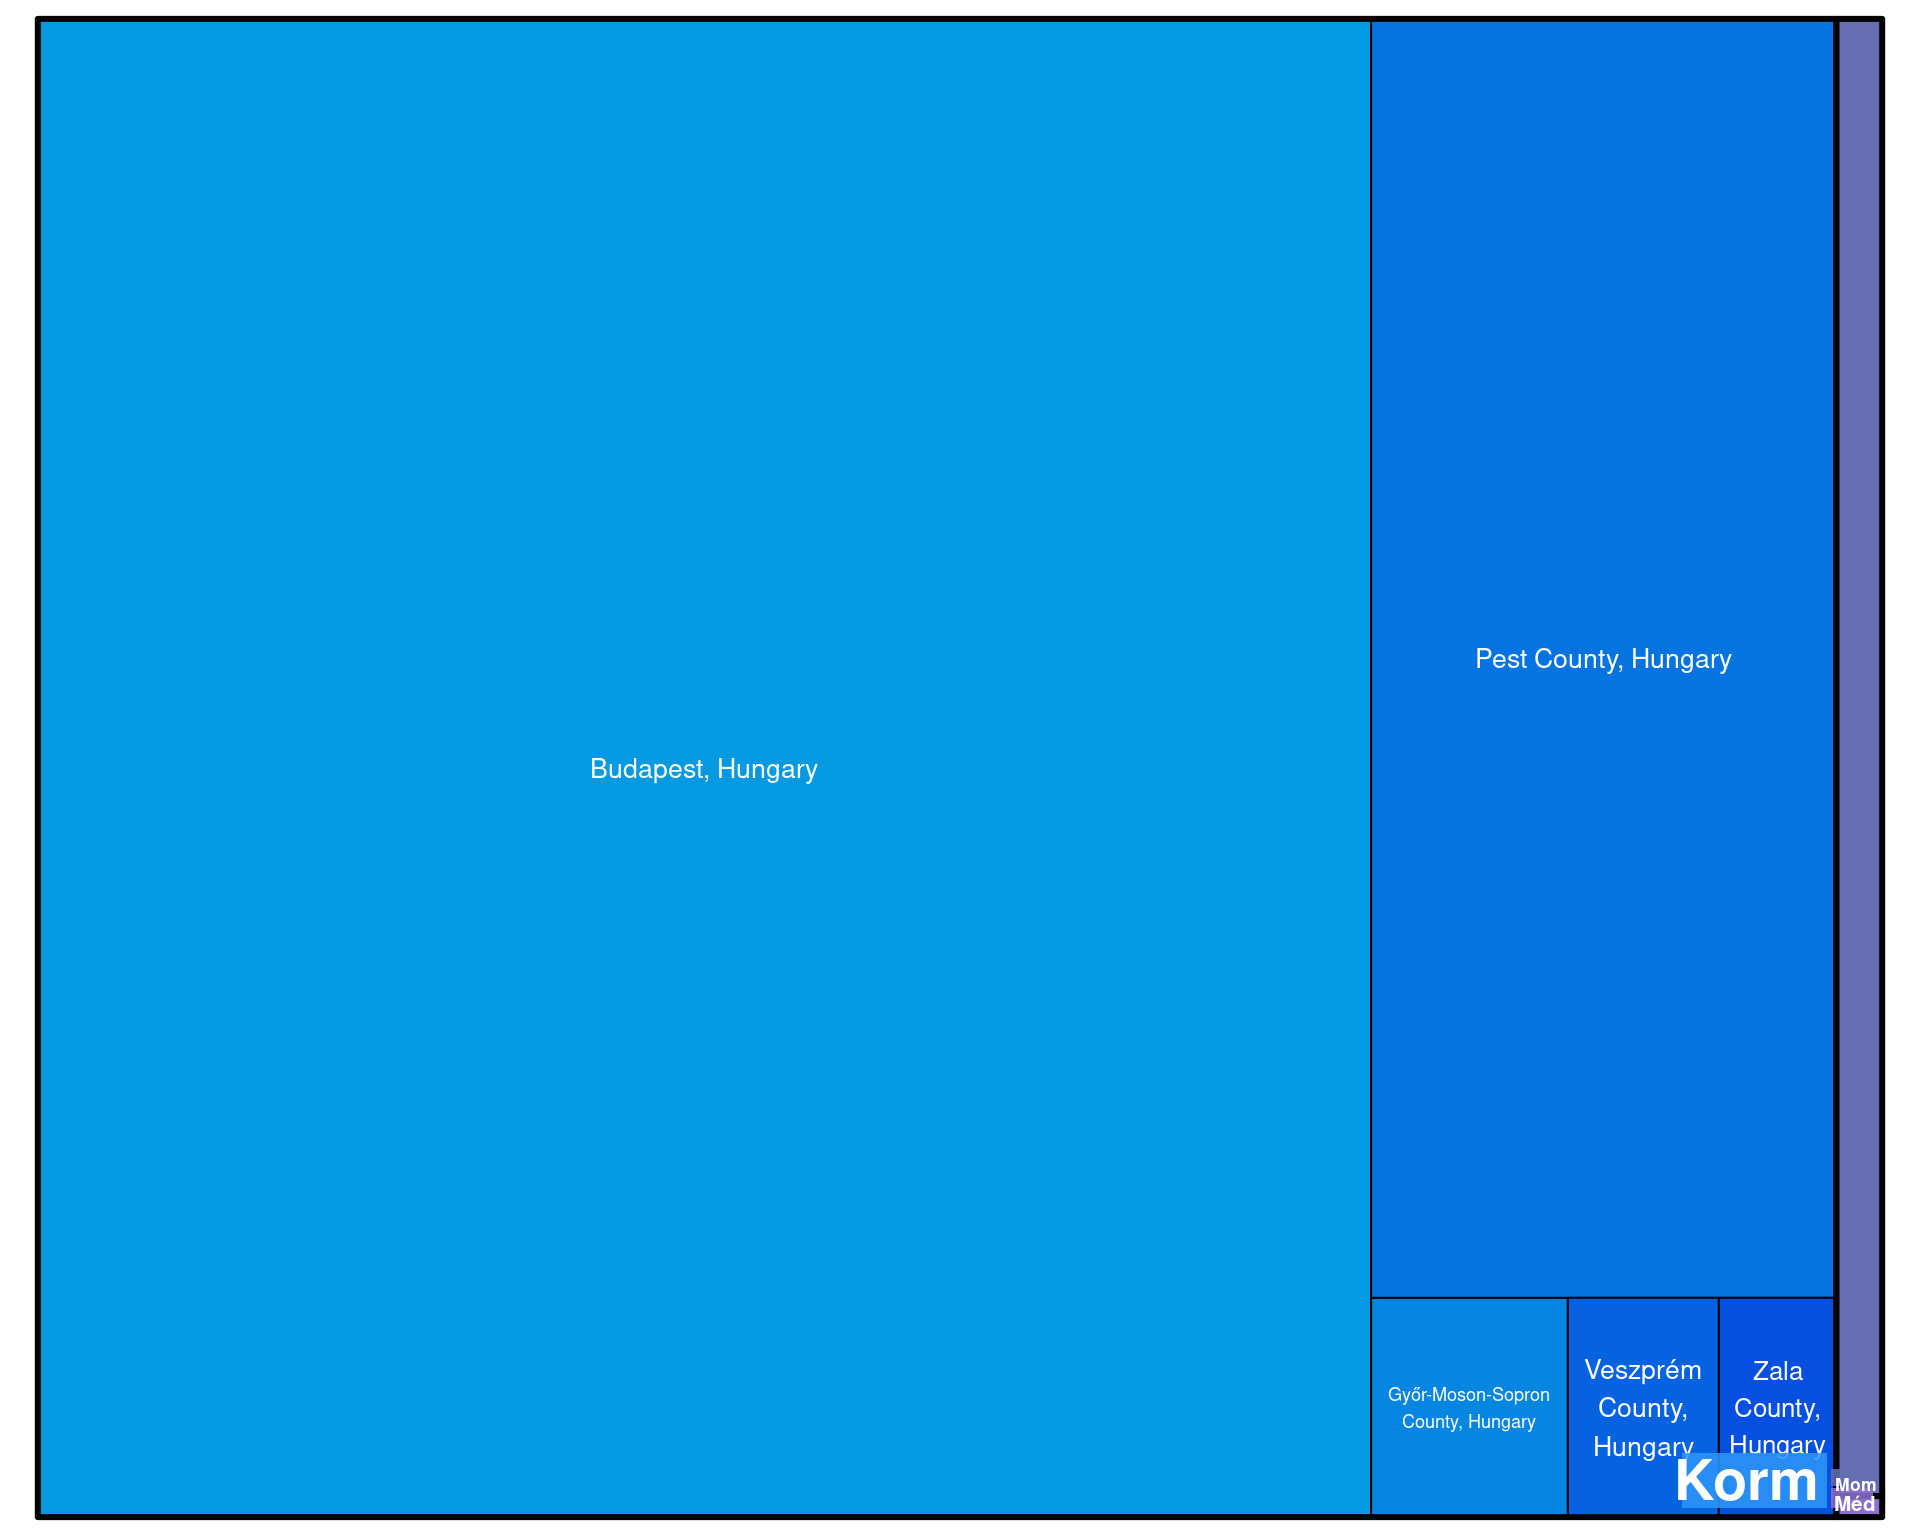 Budapest, Hungary
Pest County, Hungary
Győr-Moson-Sopron
County, Hungary
Veszprém
County,
Hungary
Zala
County,
Hungary
Korm
Mom
Méd